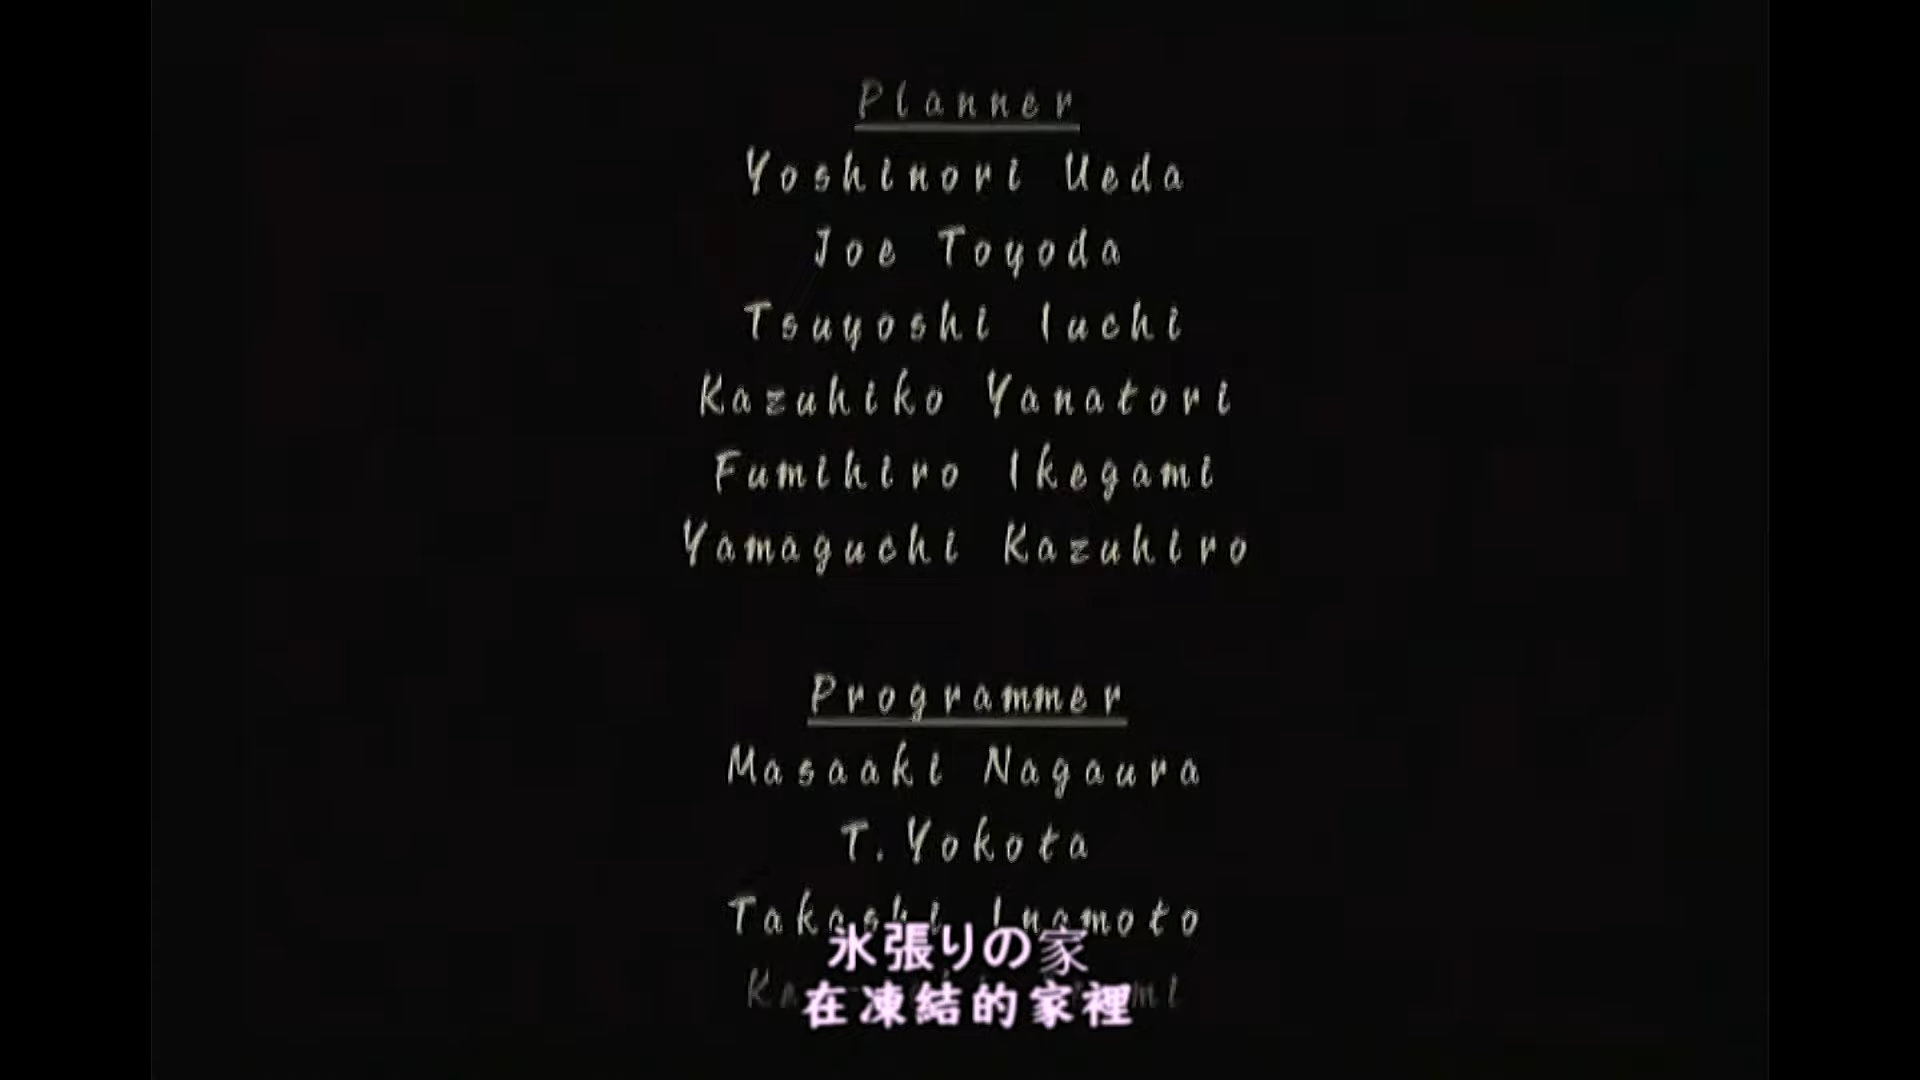 Planner
Yoshinori Ueda
Joe Toyoda
Tsuyoshi Iuchi
Kazuhiko Yanatori
Fumihiro Ikegami
Yamaguchi Kazuhiro
Programmer
Masaaki Nagaura
T.Yokota
Takashi
氷張りの家
在凍結的家裡